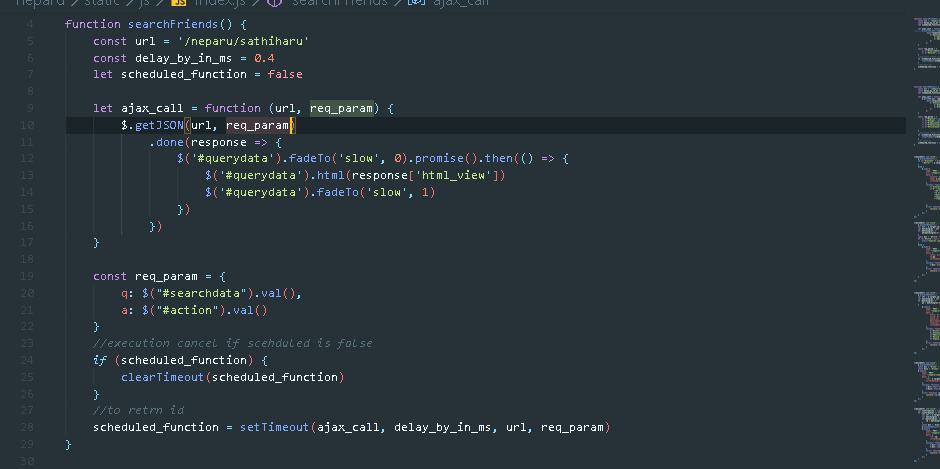 nepard > static > js > JS index.js > searchFriends > ajax_call
4 function searchFriends() {
5 const url = '/neparu/sathiharu'
6 const delay_by_in_ms = 0.4
7 let scheduled_function = false
8
9 let ajax_call = function (url, req_param) {
10 $.getJSON(url, req_param)
11 .done(response => {
12 $('#querydata').fadeTo('slow', 0).promise().then(() => {
13 $('#querydata').html(response['html_view'])
14 $('#querydata').fadeTo('slow', 1)
15 })
16 })
17 }
18
19 const req_param = {
20 q: $("#searchdata").val(),
21 a: $("#action").val()
22 }
23 //execution cancel if scehduled is false
24 if (scheduled_function) {
25 clearTimeout(scheduled_function)
26 }
27 //to retrn id
28 scheduled_function = setTimeout(ajax_call, delay_by_in_ms, url, req_param)
29 }
30